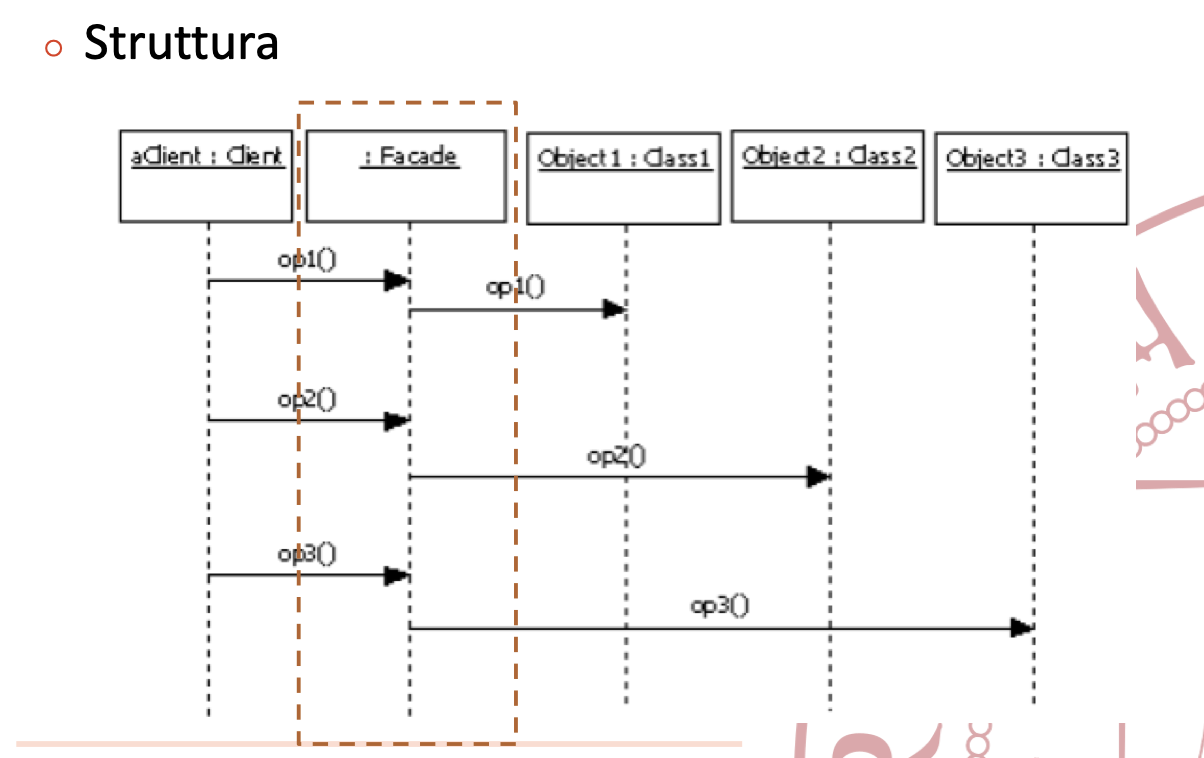 Struttura
aClient : Client
: Facade
Object1 : Class1
Object2 : Class2
Object3 : Class3
op1()
op1()
op2()
op2()
op3()
op3()